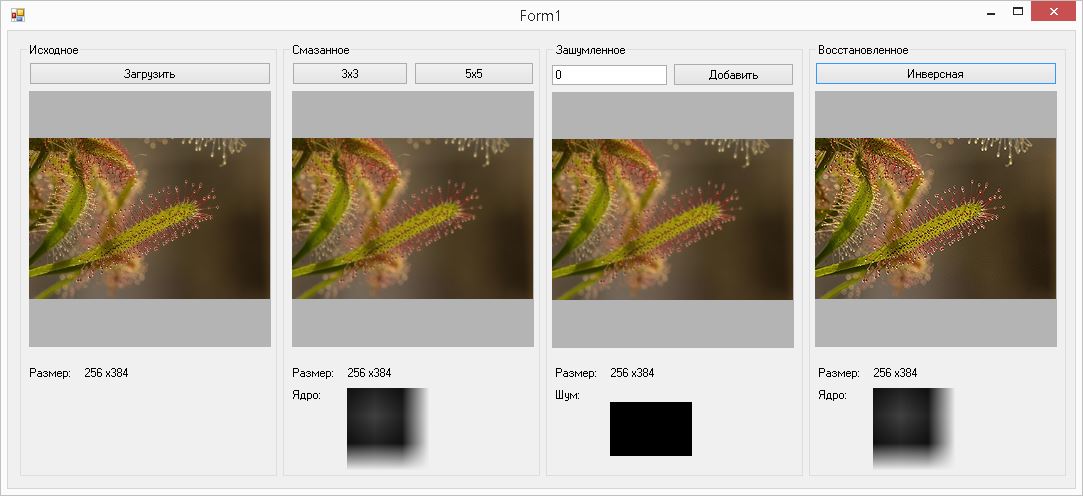 Form1
Исходное
Загрузить
Размер: 256 x384
Смазанное
3x3 5x5
Размер: 256 x384
Ядро:
Зашумленное
0 Добавить
Размер: 256 x384
Шум:
Восстановленное
Инверсная
Размер: 256 x384
Ядро: